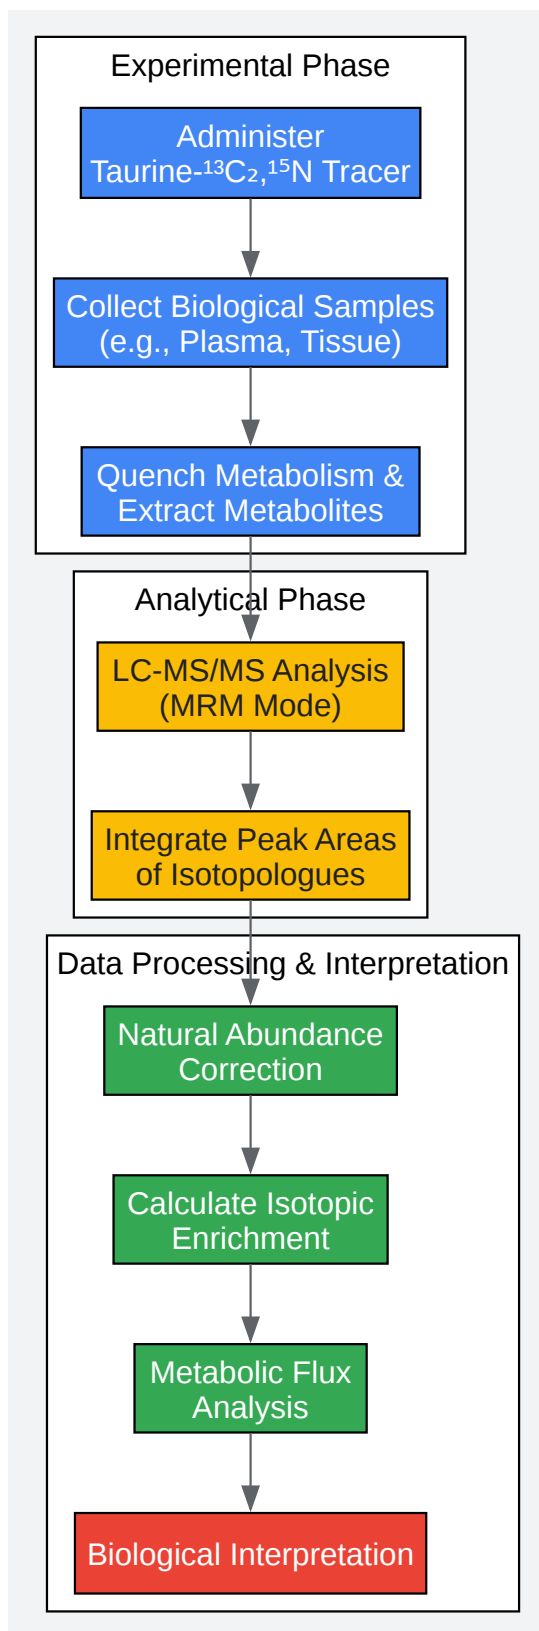 Experimental Phase
Administer
Taurine-¹³C₂,¹⁵N Tracer
Collect Biological Samples
(e.g., Plasma, Tissue)
Quench Metabolism &
Extract Metabolites
Analytical Phase
LC-MS/MS Analysis
(MRM Mode)
Integrate Peak Areas
of Isotopologues
Data Processing & Interpretation
Natural Abundance
Correction
Calculate Isotopic
Enrichment
Metabolic Flux
Analysis
Biological Interpretation